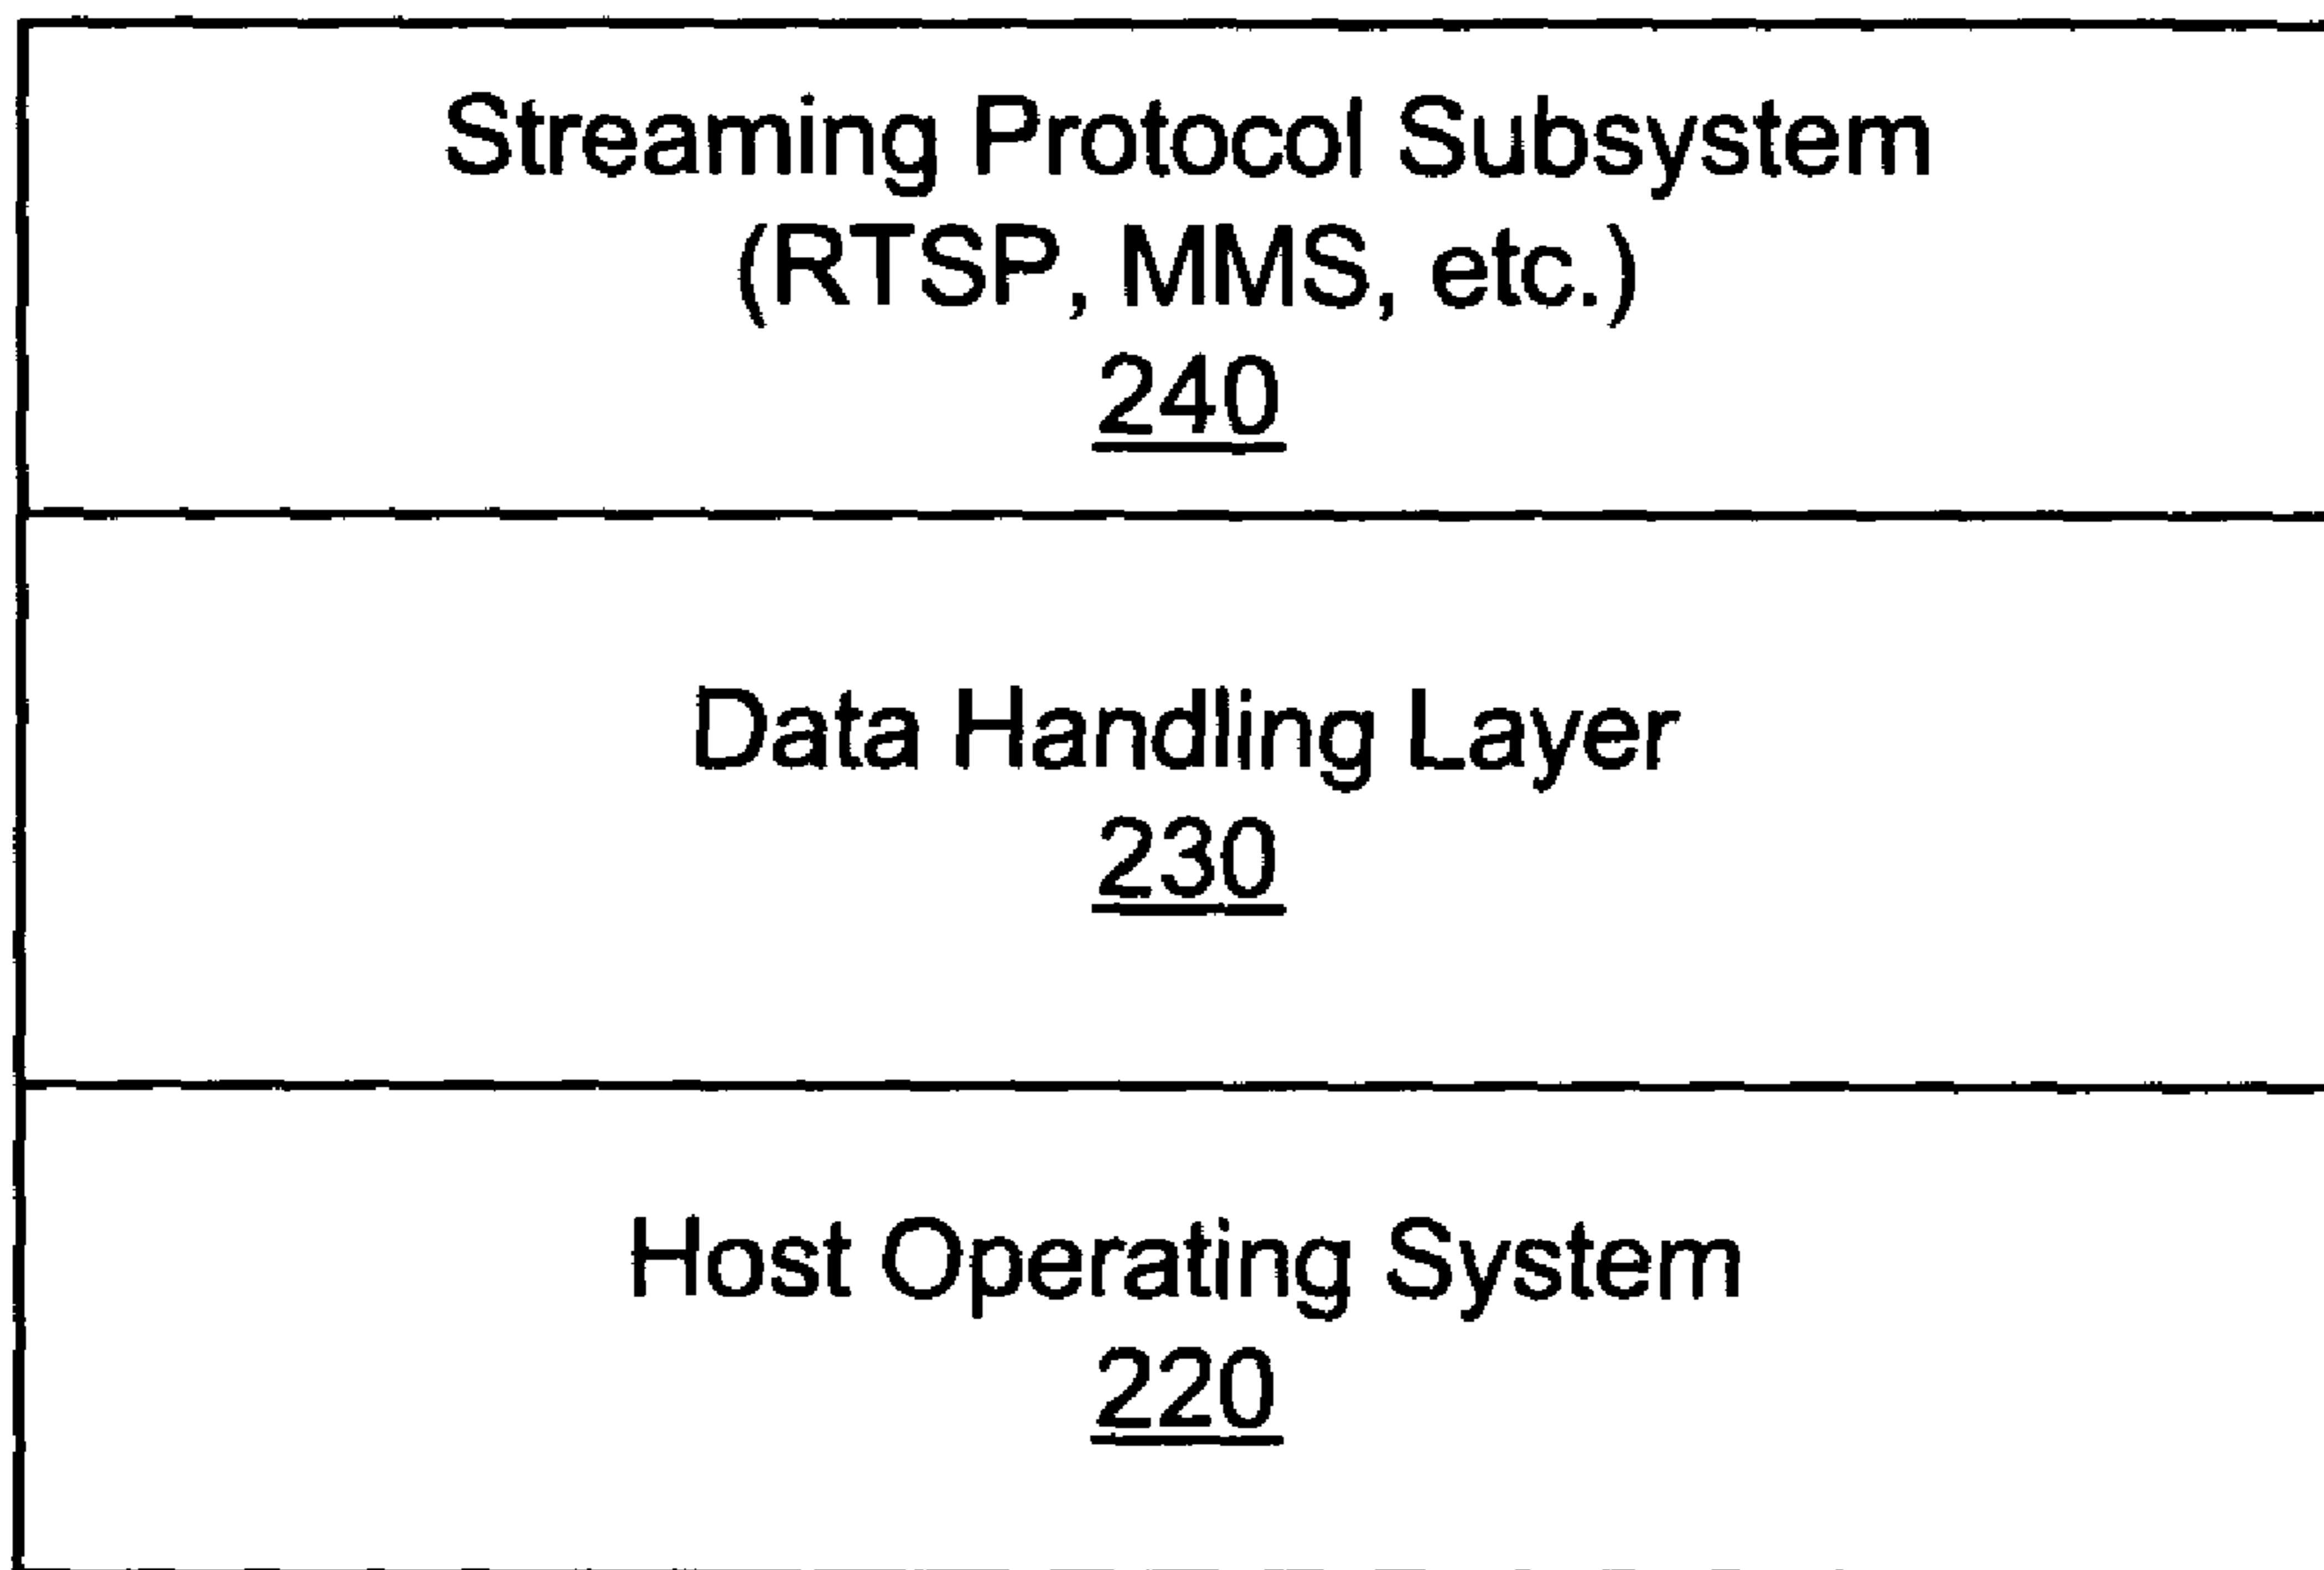 Streaming Protocol Subsystem
(RTSP, MMS, etc.)
240
Data Handling Layer
230
Host Operating System
220